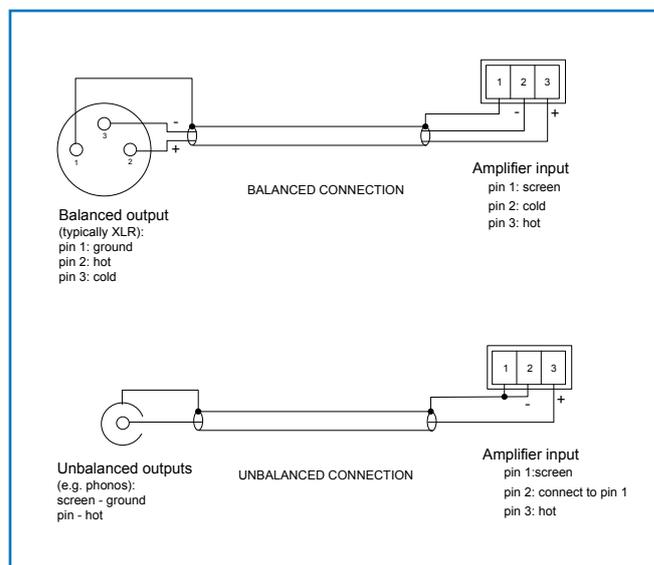 1 2 3
- +
3
1 2
-
+
BALANCED CONNECTION
Amplifier input
pin 1: screen
pin 2: cold
pin 3: hot
Balanced output
(typically XLR):
pin 1: ground
pin 2: hot
pin 3: cold
1 2 3
- +
UNBALANCED CONNECTION
Amplifier input
pin 1:screen
pin 2: connect to pin 1
pin 3: hot
Unbalanced outputs
(e.g. phonos):
screen - ground
pin - hot